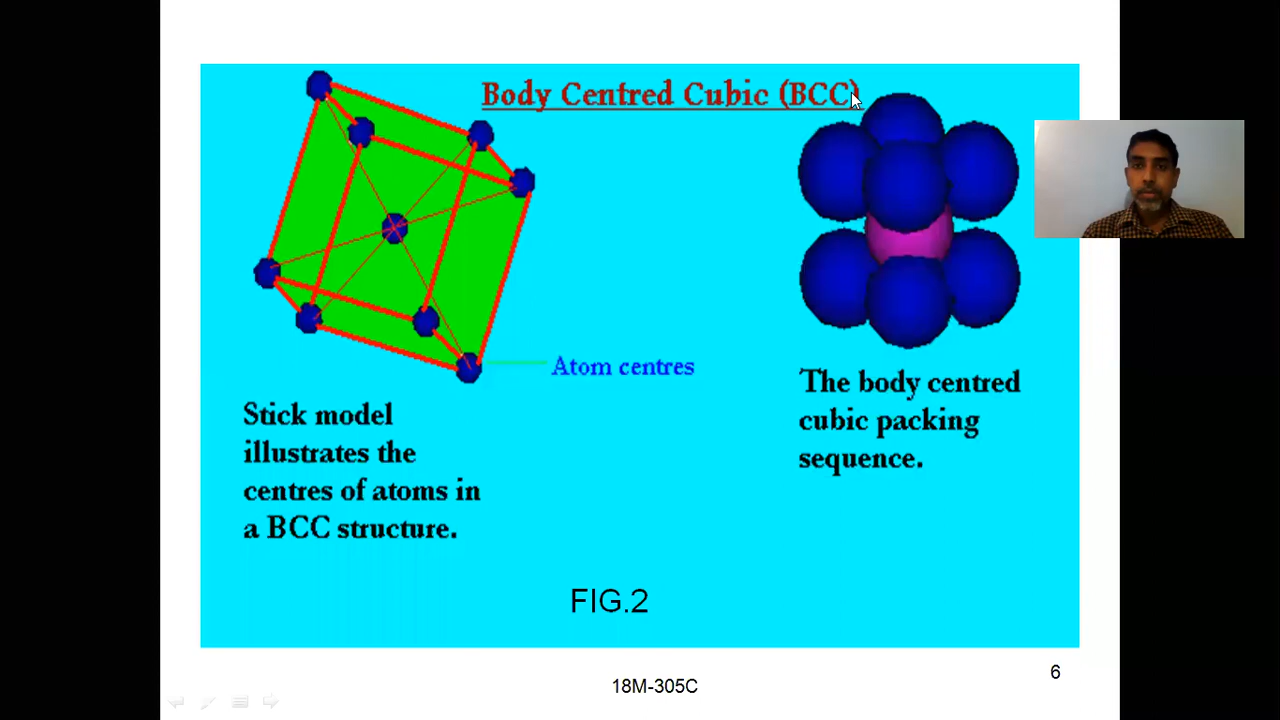 Body Centred Cubic (BCC)
Atom centres
Stick model
illustrates the
centres of atoms in
a BCC structure.
The body centred
cubic packing
sequence.
FIG.2
18M-305C
6